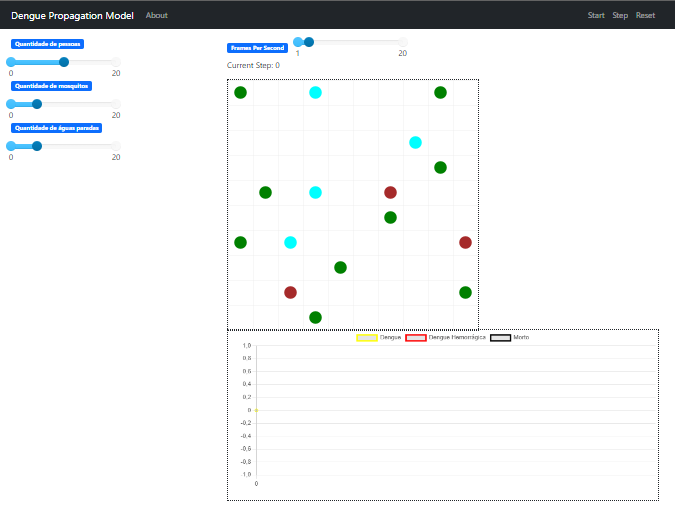 Dengue Propagation Model About Start Step Reset
Quantidade de pessoas
0 20
Quantidade de mosquitos
0 20
Quantidade de águas paradas
0 20
Frames Per Second
1 20
Current Step: 0
Dengue Dengue Hemorrágica Morto
1,0
0,8
0,6
0,4
0,2
0
-0,2
-0,4
-0,6
-0,8
-1,0
0